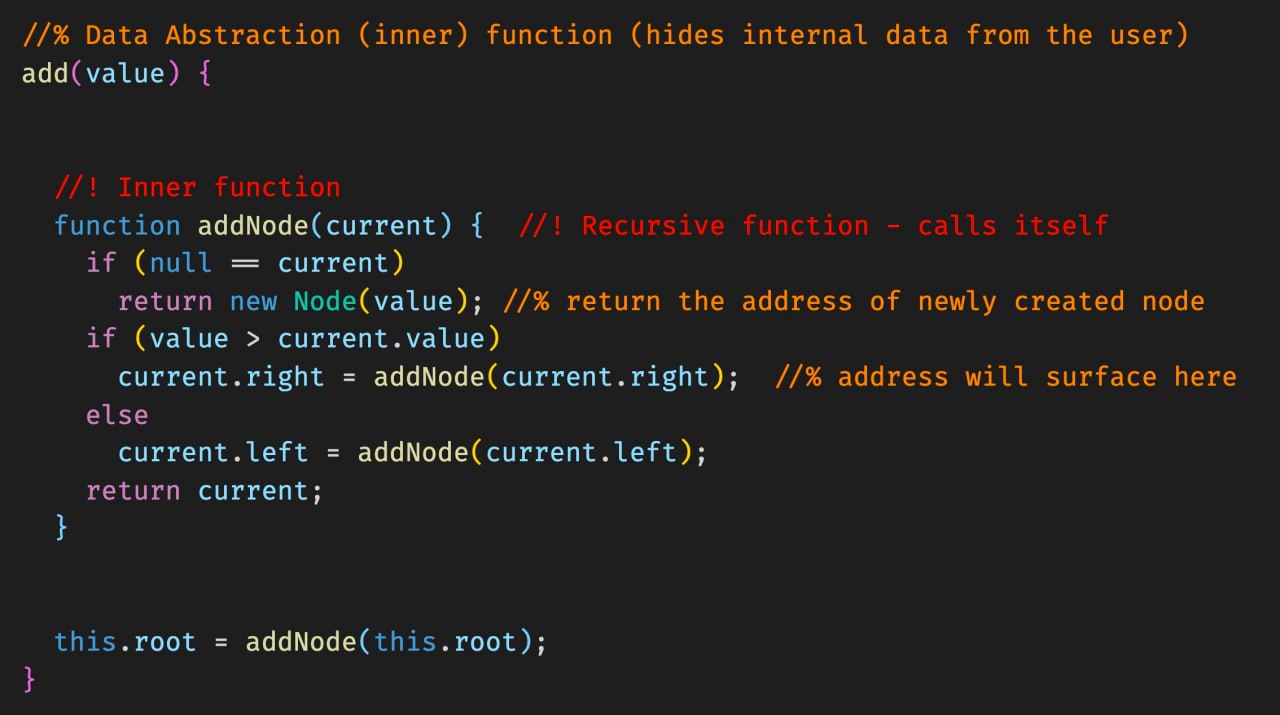 //% Data Abstraction (inner) function (hides internal data from the user)
add(value) {
//! Inner function
function addNode(current) { //! Recursive function - calls itself
if (null == current)
return new Node(value); //% return the address of newly created node
if (value > current.value)
current.right = addNode(current.right); //% address will surface here
else
current.left = addNode(current.left);
return current;
}
this.root = addNode(this.root);
}